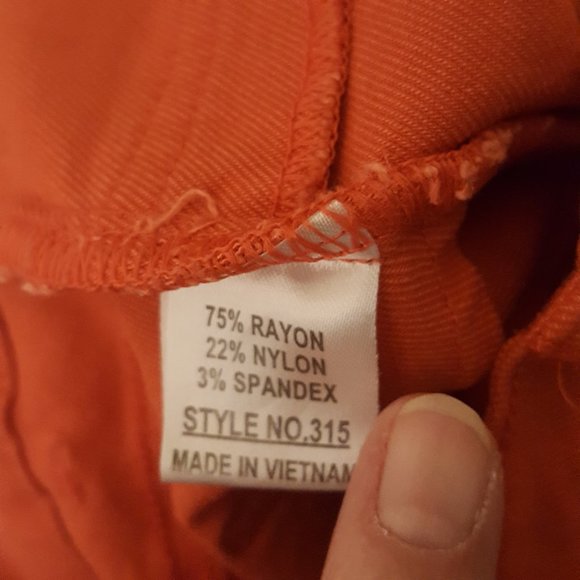 75% RAYON
22% NYLON
3% SPANDEX
STYLE NO.315
MADE IN VIETNAM